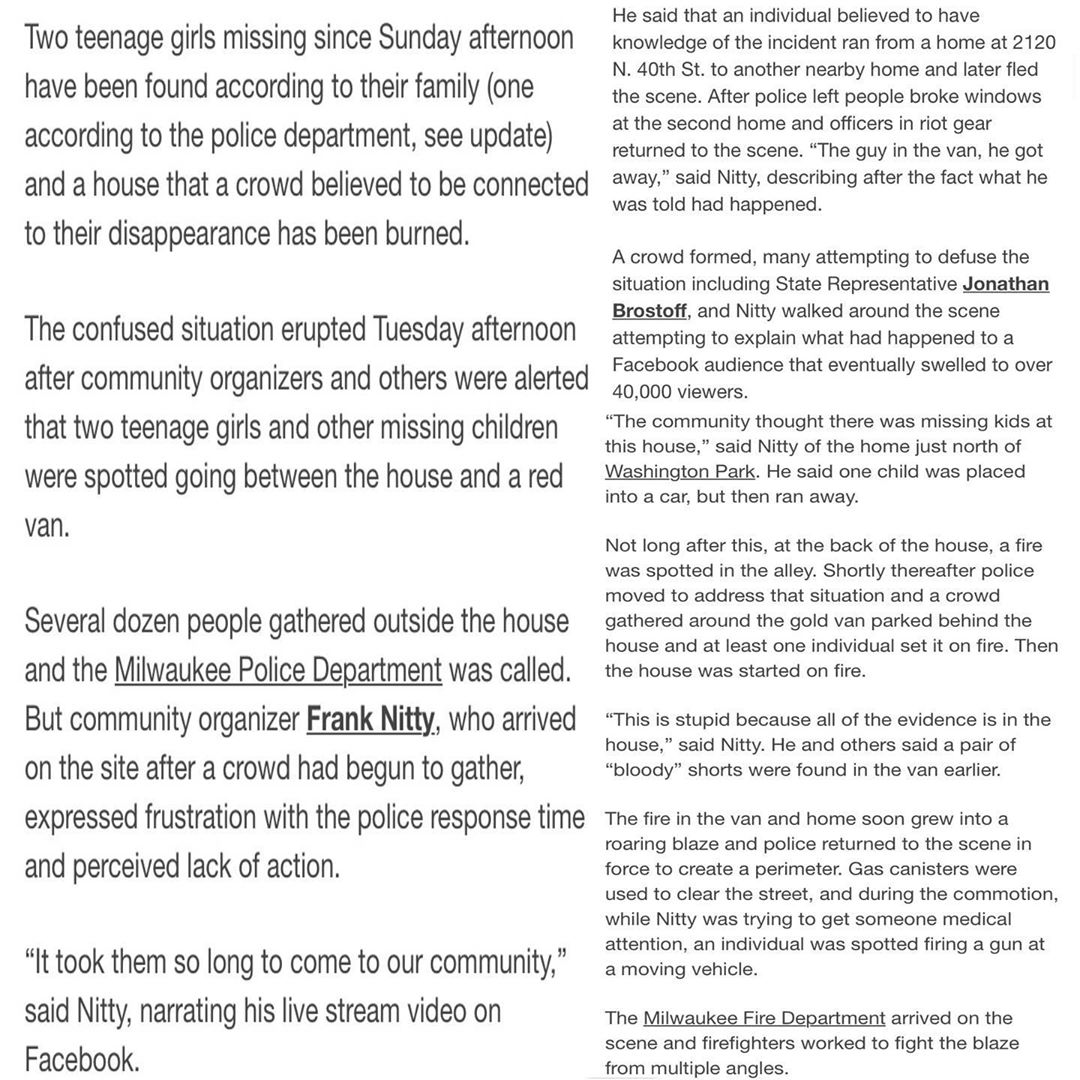 Two teenage girls missing since Sunday afternoon
have been found according to their family (one
according to the police department, see update)
and a house that a crowd believed to be connected
to their disappearance has been burned.
The confused situation erupted Tuesday afternoon
after community organizers and others were alerted
that two teenage girls and other missing children
were spotted going between the house and a red
van.
Several dozen people gathered outside the house
and the Milwaukee Police Department was called.
But community organizer Frank Nitty, who arrived
on the site after a crowd had begun to gather,
expressed frustration with the police response time
and perceived lack of action.
“It took them so long to come to our community,”
said Nitty, narrating his live stream video on
Facebook.
He said that an individual believed to have
knowledge of the incident ran from a home at 2120
N. 40th St. to another nearby home and later fled
the scene. After police left people broke windows
at the second home and officers in riot gear
returned to the scene. “The guy in the van, he got
away,” said Nitty, describing after the fact what he
was told had happened.
A crowd formed, many attempting to defuse the
situation including State Representative Jonathan
Brostoff, and Nitty walked around the scene
attempting to explain what had happened to a
Facebook audience that eventually swelled to over
40,000 viewers.
“The community thought there was missing kids at
this house,” said Nitty of the home just north of
Washington Park. He said one child was placed
into a car, but then ran away.
Not long after this, at the back of the house, a fire
was spotted in the alley. Shortly thereafter police
moved to address that situation and a crowd
gathered around the gold van parked behind the
house and at least one individual set it on fire. Then
the house was started on fire.
“This is stupid because all of the evidence is in the
house,” said Nitty. He and others said a pair of
“bloody” shorts were found in the van earlier.
The fire in the van and home soon grew into a
roaring blaze and police returned to the scene in
force to create a perimeter. Gas canisters were
used to clear the street, and during the commotion,
while Nitty was trying to get someone medical
attention, an individual was spotted firing a gun at
a moving vehicle.
The Milwaukee Fire Department arrived on the
scene and firefighters worked to fight the blaze
from multiple angles.